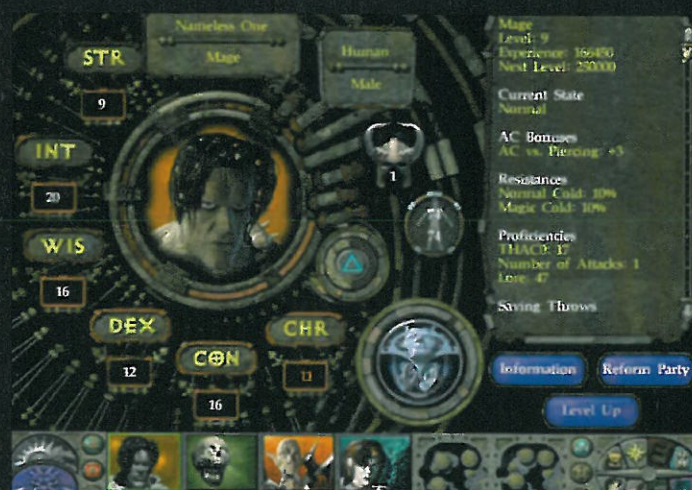 Nameless One
Mage
Human
Male
STR
9
INT
20
WIS
16
DEX
12
CON
16
CHR
11
1
Mage
Level: 9
Experience: 166450
Next Level: 250000
Current State
Normal
AC Bonuses
AC vs. Piercing: +3
Resistances
Normal Cold: 10%
Magic Cold: 10%
Proficiencies
THAC0: 17
Number of Attacks: 1
Lore: 47
Saving Throws
Information
Reform Party
Level Up